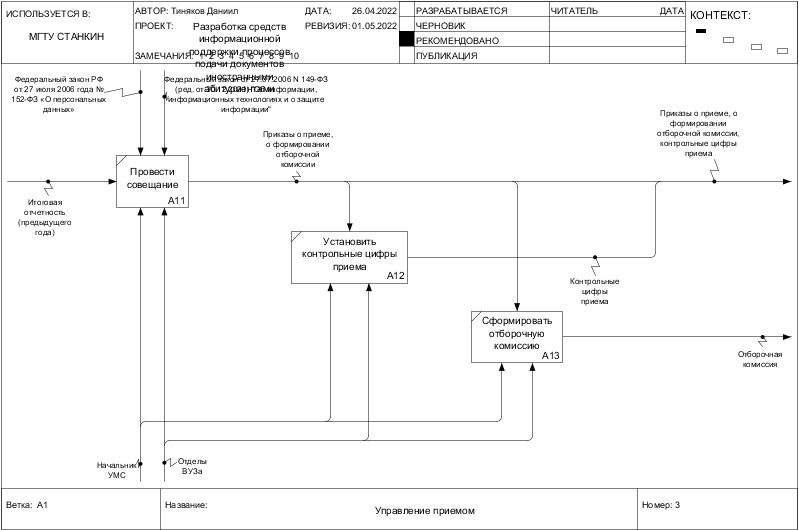 ИСПОЛЬЗУЕТСЯ В:
МГТУ СТАНКИН
АВТОР: Тиняков Даниил
ДАТА: 26.04.2022
ПРОЕКТ: Разработка средств
информационной
поддержки процессов
подачи документов
иностранными
абитуриентами
РЕВИЗИЯ: 01.05.2022
ЗАМЕЧАНИЯ: 1 2 3 4 5 6 7 8 9 10
РАЗРАБАТЫВАЕТСЯ
ЧЕРНОВИК
РЕКОМЕНДОВАНО
ПУБЛИКАЦИЯ
ЧИТАТЕЛЬ ДАТА
КОНТЕКСТ:
Федеральный закон РФ
от 27 июля 2006 года №
152-ФЗ «О персональных
данных»
Федеральный закон от 27.07.2006 N 149-ФЗ
(ред. от информации,
информационных технологиях и о защите
информации"
Приказы о приеме,
о формировании
отборочной
комиссии
Приказы о приеме, о
формировании
отборочной комиссии,
контрольные цифры
приема
Провести
совещание
A11
Итоговая
отчетность
(предыдущего
года)
Установить
контрольные цифры
приема
A12
Контрольные
цифры
приема
Сформировать
отборочную
комиссию
A13
Отборочная
комиссия
Начальник
УМС
Отделы
ВУЗа
Ветка: A1
Название:
Управление приемом
Номер: 3